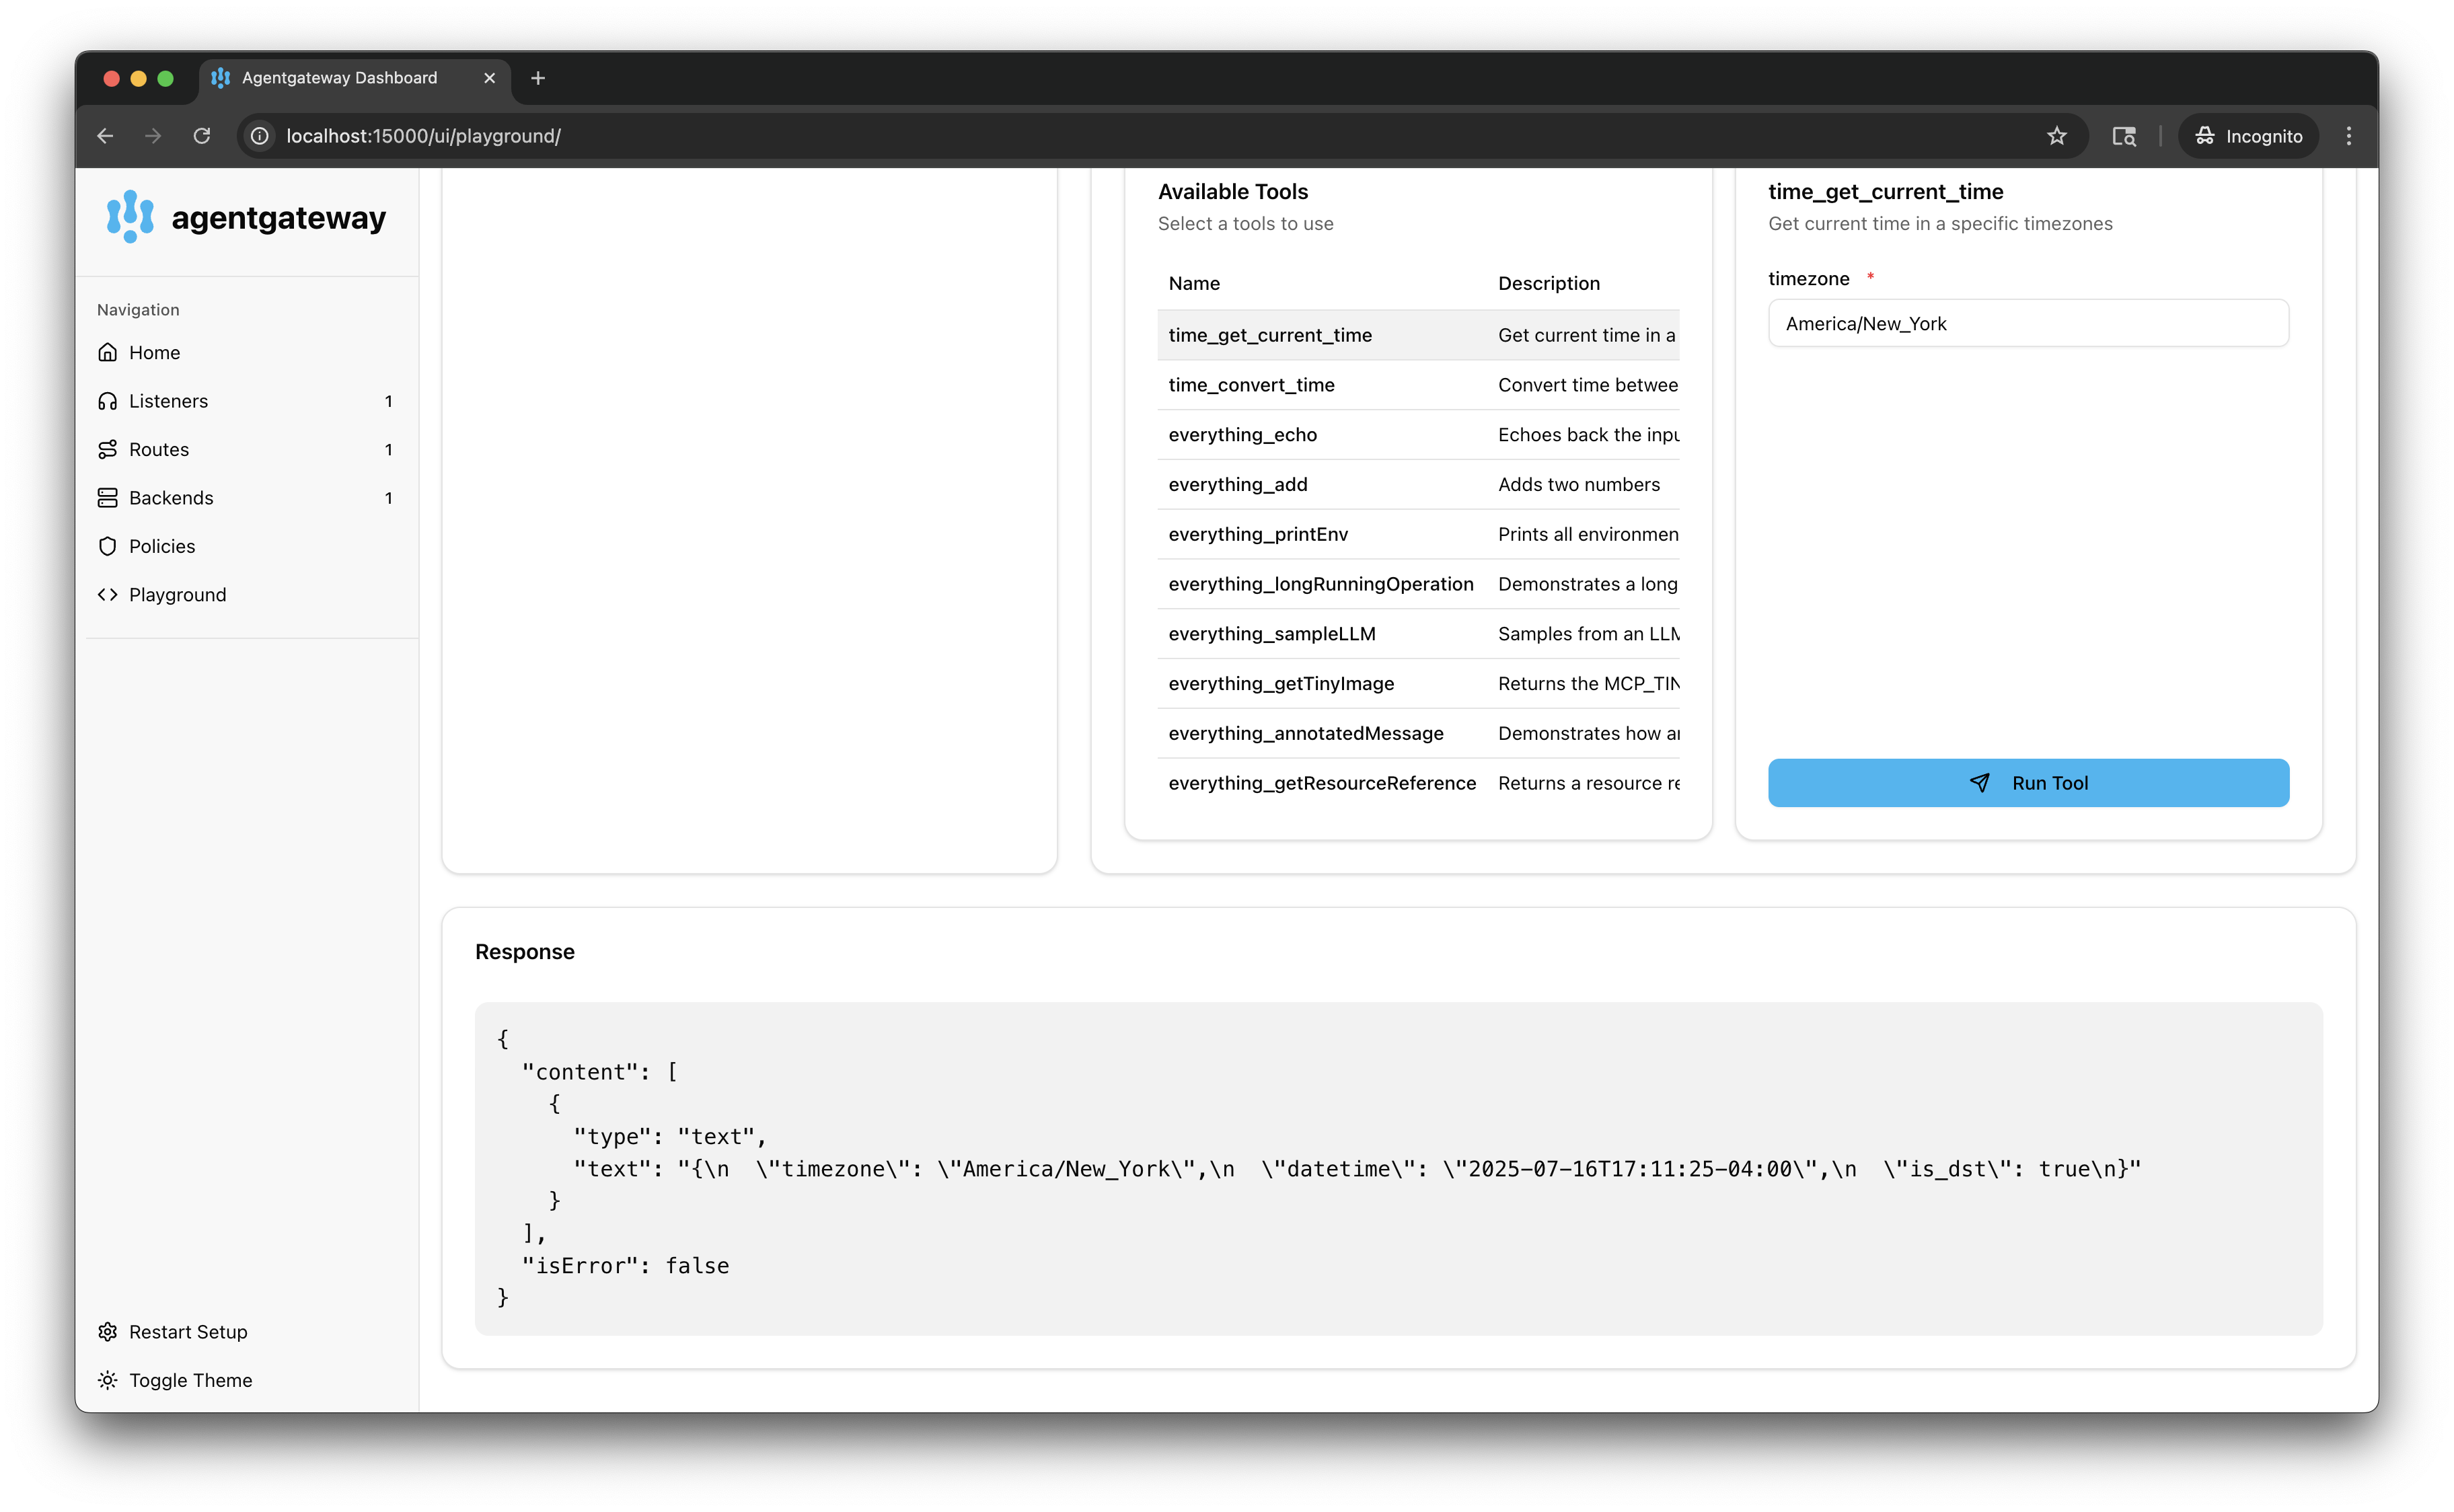 Agentgateway Dashboard
localhost:15000/ui/playground/
Incognito
agentgateway
Navigation
Home
Listeners 1
Routes 1
Backends 1
Policies
Playground
Restart Setup
Toggle Theme
Available Tools
Select a tools to use
Name Description
time_get_current_time Get current time in a
time_convert_time Convert time betwee
everything_echo Echoes back the inpu
everything_add Adds two numbers
everything_printEnv Prints all environmen
everything_longRunningOperation Demonstrates a long
everything_sampleLLM Samples from an LLM
everything_getTinyImage Returns the MCP_TIN
everything_annotatedMessage Demonstrates how an
everything_getResourceReference Returns a resource re
time_get_current_time
Get current time in a specific timezones
timezone *
America/New_York
Run Tool
Response
{
  "content": [
    {
      "type": "text",
      "text": "{\n  \"timezone\": \"America/New_York\",\n  \"datetime\": \"2025-07-16T17:11:25-04:00\",\n  \"is_dst\": true\n}"
    }
  ],
  "isError": false
}